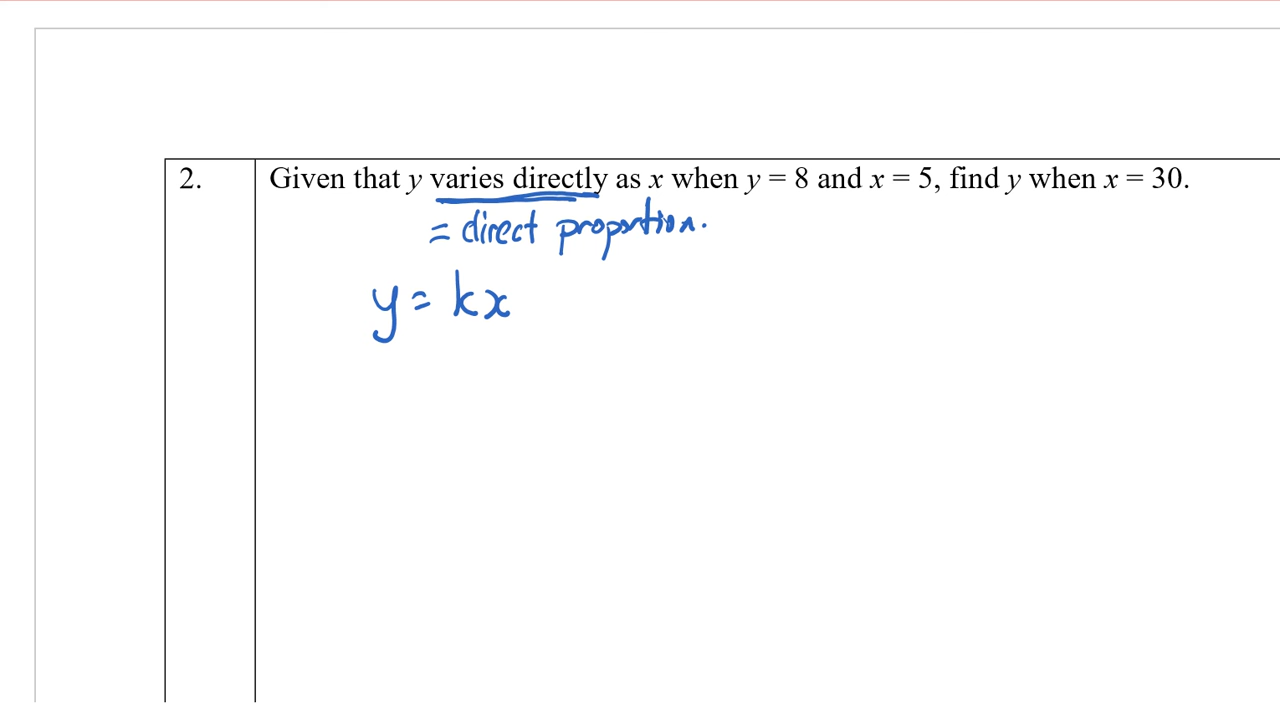 2. Given that y varies directly as x when y = 8 and x = 5, find y when x = 30.
= direct proportion.
y = kx